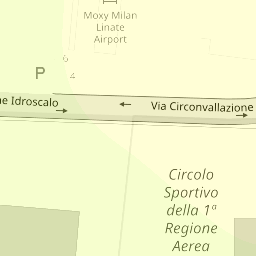 Moxy Milan
Linate
Airport
6
4
P
ne Idroscalo
Via Circonvallazione
Circolo
Sportivo
della 1ª
Regione
Aerea